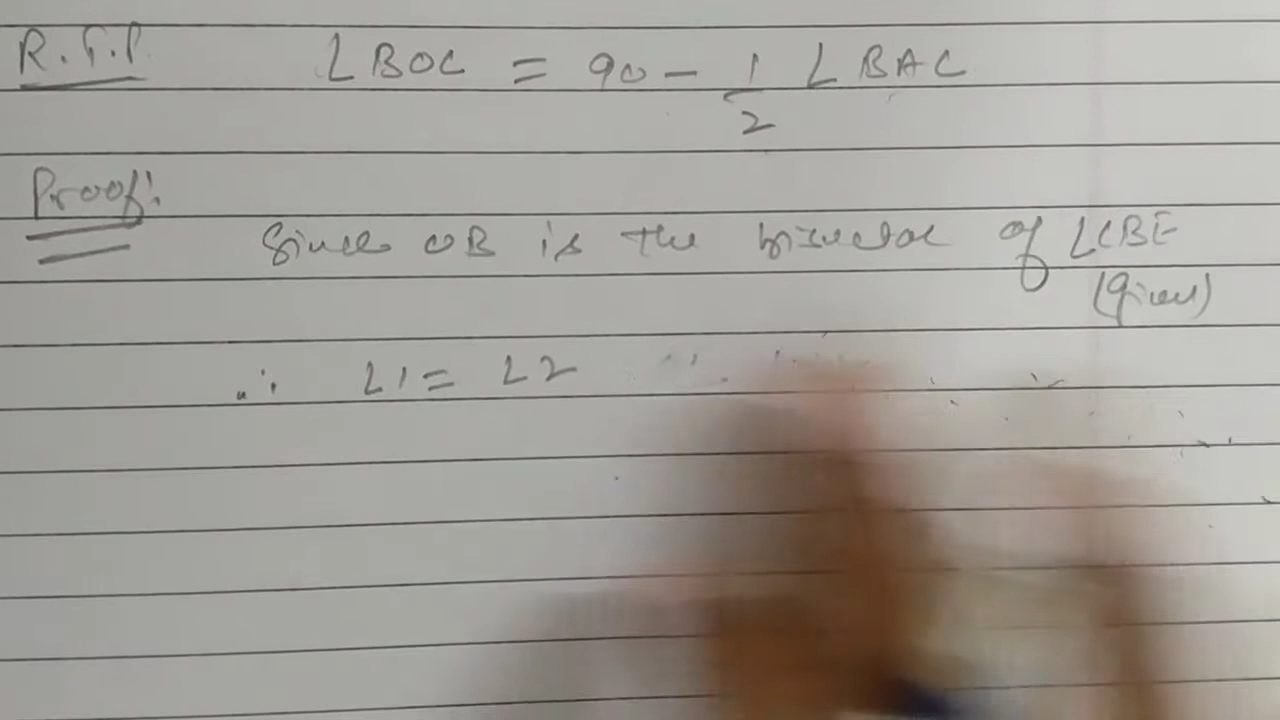 R.T.P ∠BOC = 90 - 1/2 ∠BAC
Proof:
Since OB is the bisector of ∠CBE
(Given)
∴ ∠1 = ∠2